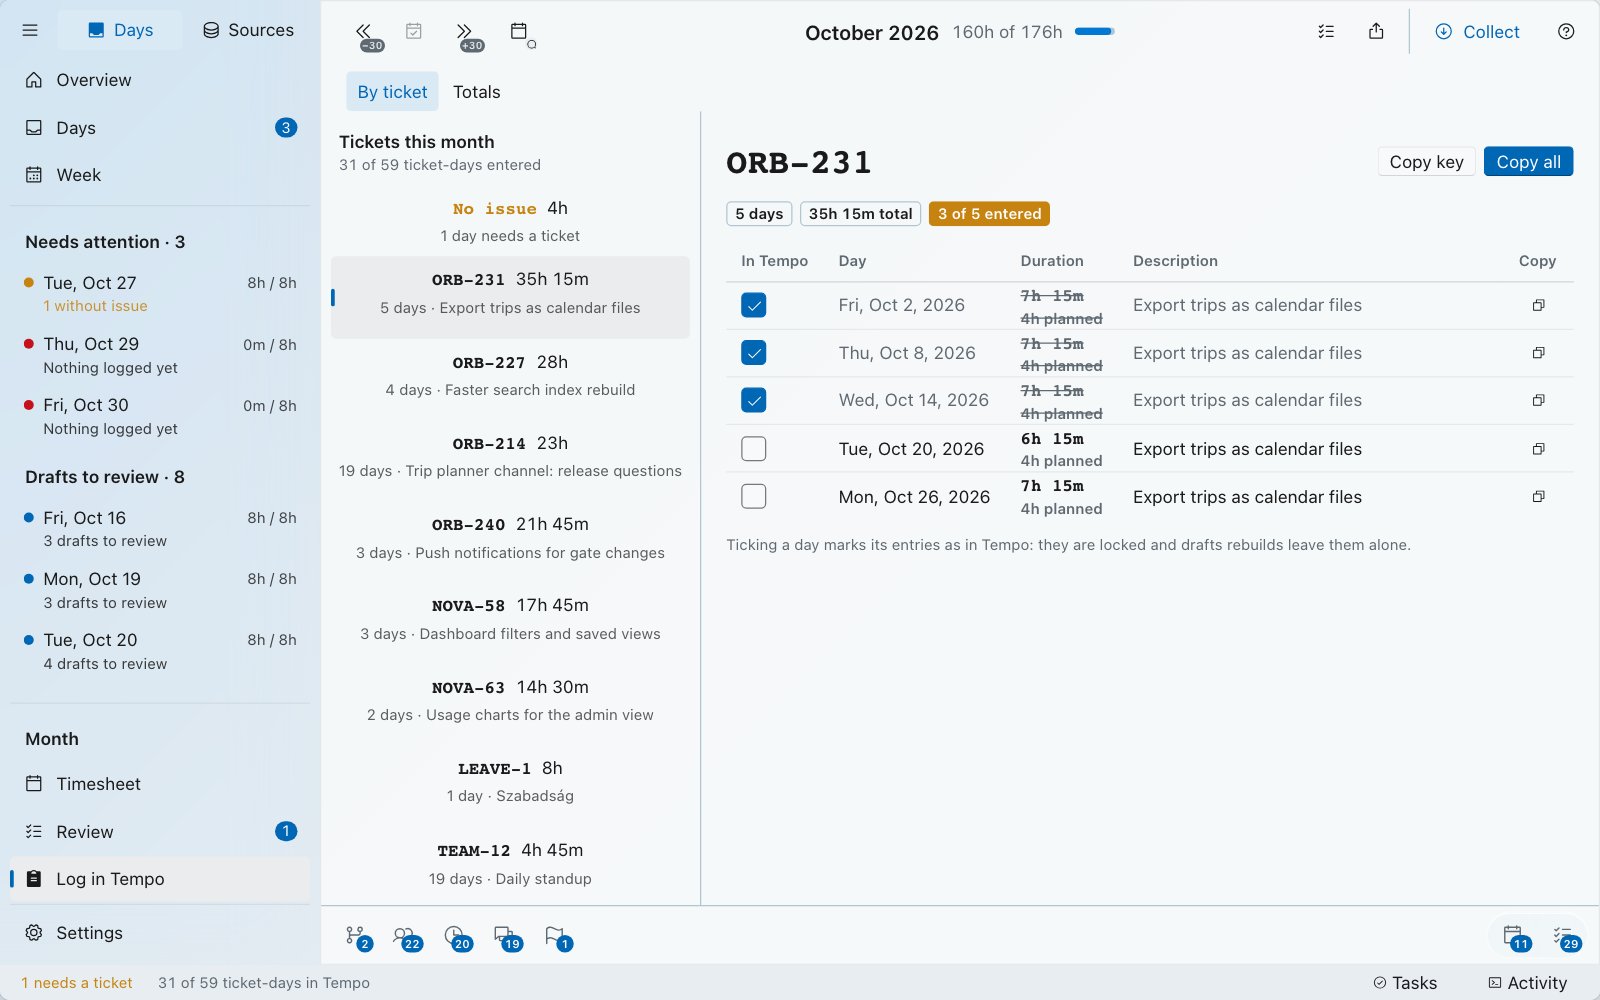 Days
Sources
Overview
Days 3
Week
Needs attention · 3
Tue, Oct 27 8h / 8h
1 without issue
Thu, Oct 29 0m / 8h
Nothing logged yet
Fri, Oct 30 0m / 8h
Nothing logged yet
Drafts to review · 8
Fri, Oct 16 8h / 8h
3 drafts to review
Mon, Oct 19 8h / 8h
3 drafts to review
Tue, Oct 20 8h / 8h
4 drafts to review
Month
Timesheet
Review 1
Log in Tempo
Settings
−30
+30
October 2026 160h of 176h
Collect
By ticket
Totals
Tickets this month
31 of 59 ticket-days entered
No issue 4h
1 day needs a ticket
ORB-231 35h 15m
5 days · Export trips as calendar files
ORB-227 28h
4 days · Faster search index rebuild
ORB-214 23h
19 days · Trip planner channel: release questions
ORB-240 21h 45m
3 days · Push notifications for gate changes
NOVA-58 17h 45m
3 days · Dashboard filters and saved views
NOVA-63 14h 30m
2 days · Usage charts for the admin view
LEAVE-1 8h
1 day · Szabadság
TEAM-12 4h 45m
19 days · Daily standup
ORB-231
Copy key
Copy all
5 days
35h 15m total
3 of 5 entered
In Tempo Day Duration Description Copy
Fri, Oct 2, 2026 7h 15m Export trips as calendar files
4h planned
Thu, Oct 8, 2026 7h 15m Export trips as calendar files
4h planned
Wed, Oct 14, 2026 7h 15m Export trips as calendar files
4h planned
Tue, Oct 20, 2026 6h 15m Export trips as calendar files
4h planned
Mon, Oct 26, 2026 7h 15m Export trips as calendar files
4h planned
Ticking a day marks its entries as in Tempo: they are locked and drafts rebuilds leave them alone.
2 22 20 19 1
11 29
1 needs a ticket
31 of 59 ticket-days in Tempo
Tasks
Activity